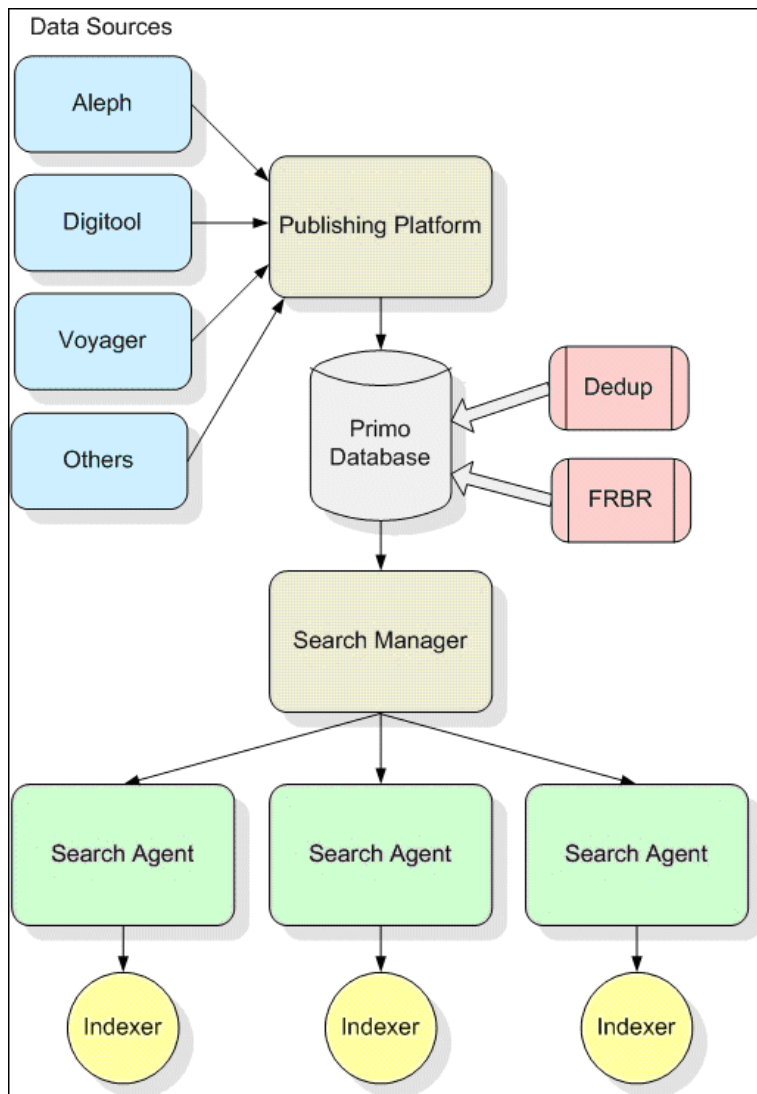 Data Sources
Aleph
Digitool
Voyager
Others
Publishing Platform
Primo
Database
Dedup
FRBR
Search Manager
Search Agent
Search Agent
Search Agent
Indexer
Indexer
Indexer